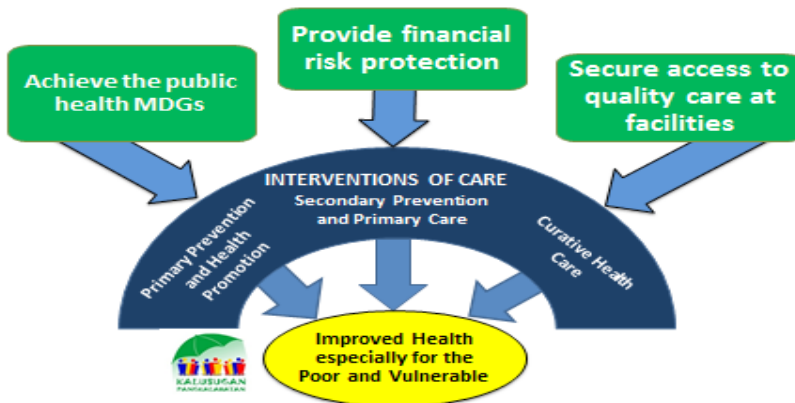 Provide financial
risk protection
Achieve the public
health MDGs
Secure access to
quality care at
facilities
INTERVENTIONS OF CARE
Secondary Prevention
and Primary Care
Primary Prevention
and Health
Promotion
Curative Health
Care
Improved Health
especially for the
Poor and Vulnerable
KALUSUGAN
PANGKALAHATAN